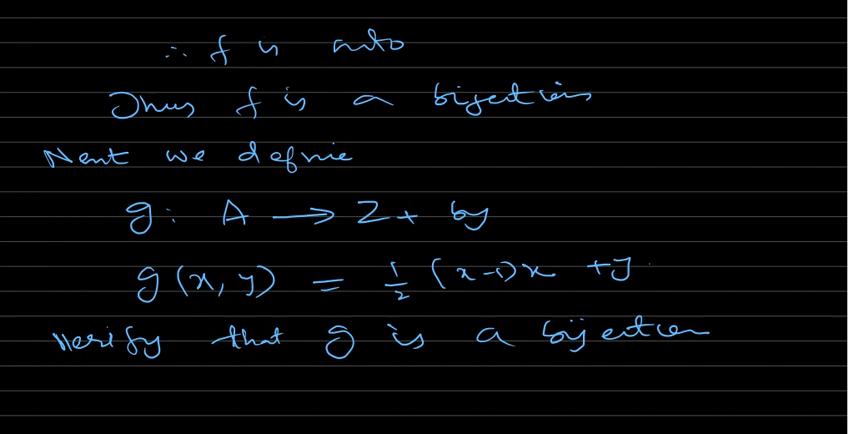 ∴ f is onto
Thus f is a bijection
Next we define
g: A → Z+ by
g(x, y) = 1/2 (x-1)x + y
Verify that g is a bijection